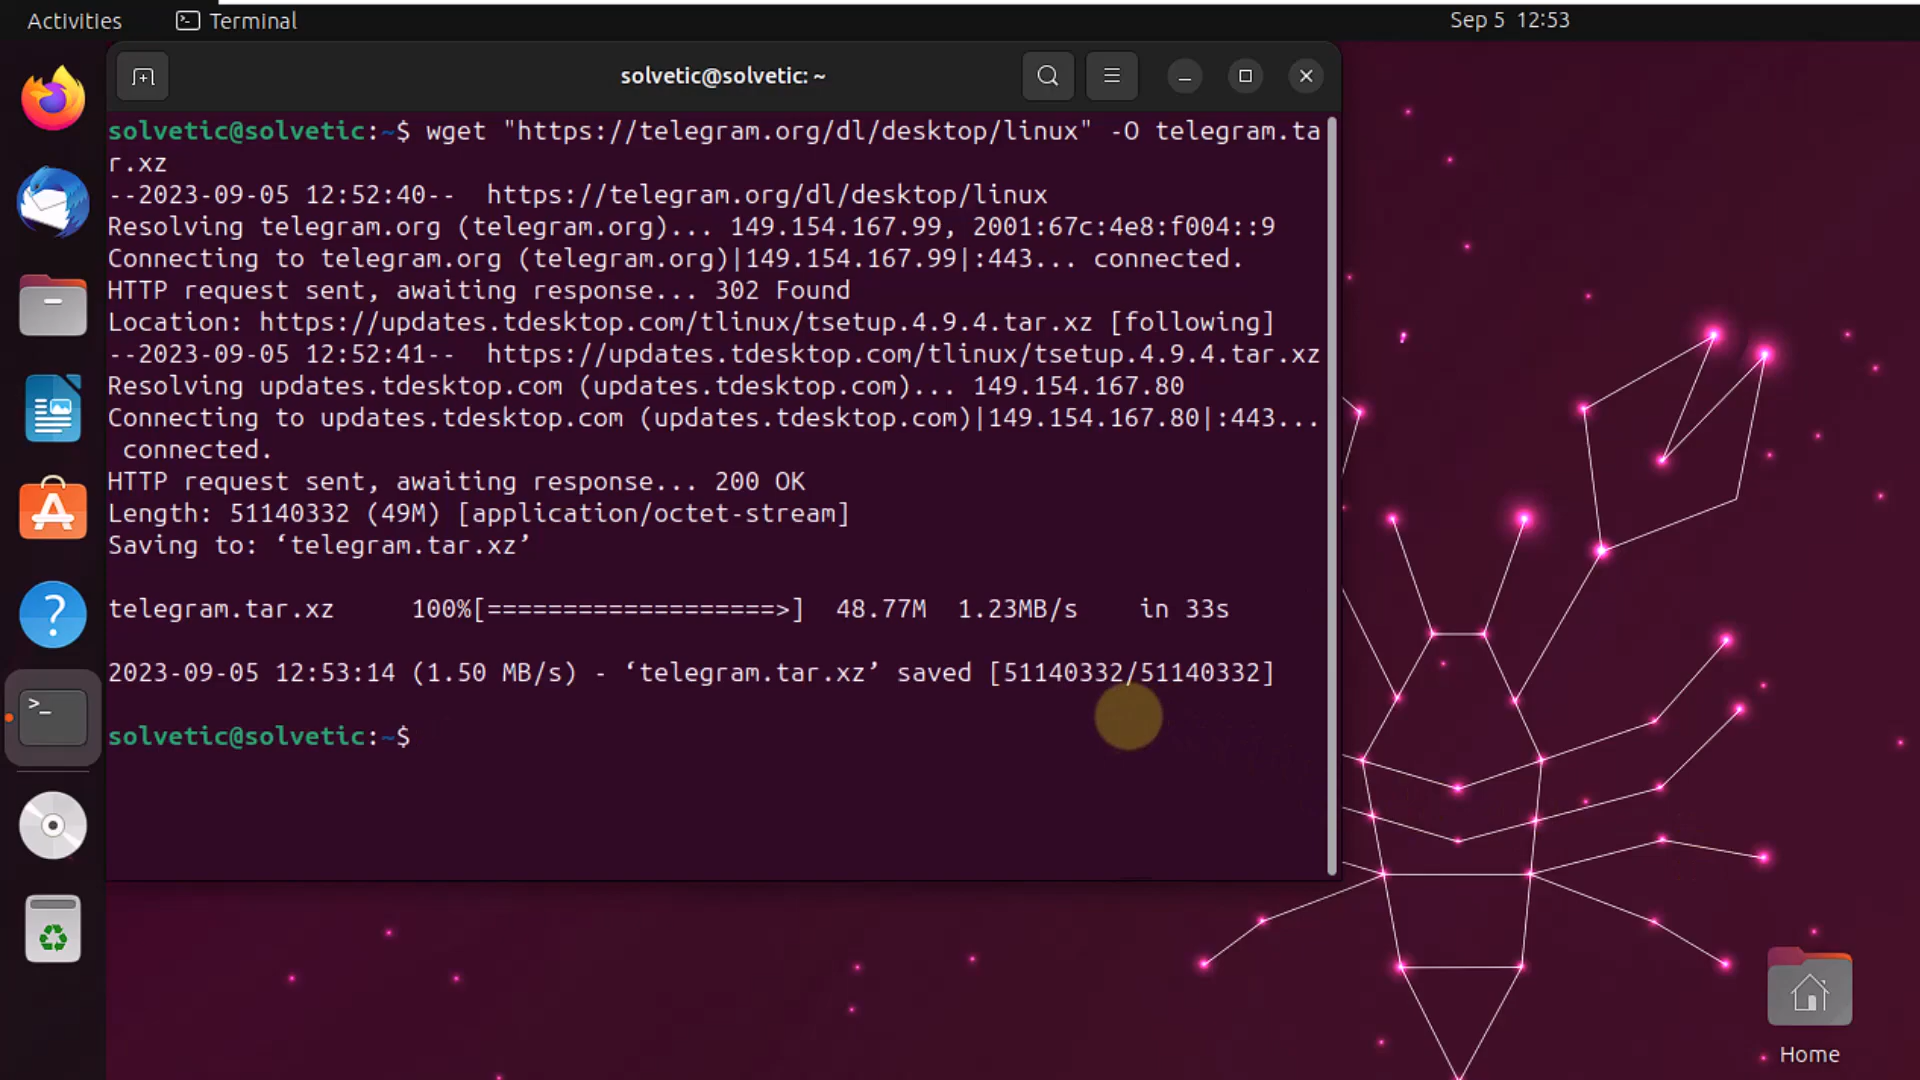 Activities
Terminal
Sep 5 12:53
solvetic@solvetic: ~
solvetic@solvetic:~$ wget "https://telegram.org/dl/desktop/linux" -O telegram.ta
r.xz
--2023-09-05 12:52:40--  https://telegram.org/dl/desktop/linux
Resolving telegram.org (telegram.org)... 149.154.167.99, 2001:67c:4e8:f004::9
Connecting to telegram.org (telegram.org)|149.154.167.99|:443... connected.
HTTP request sent, awaiting response... 302 Found
Location: https://updates.tdesktop.com/tlinux/tsetup.4.9.4.tar.xz [following]
--2023-09-05 12:52:41--  https://updates.tdesktop.com/tlinux/tsetup.4.9.4.tar.xz
Resolving updates.tdesktop.com (updates.tdesktop.com)... 149.154.167.80
Connecting to updates.tdesktop.com (updates.tdesktop.com)|149.154.167.80|:443...
connected.
HTTP request sent, awaiting response... 200 OK
Length: 51140332 (49M) [application/octet-stream]
Saving to: ‘telegram.tar.xz’
telegram.tar.xz     100%[===================>]  48.77M  1.23MB/s    in 33s
2023-09-05 12:53:14 (1.50 MB/s) - ‘telegram.tar.xz’ saved [51140332/51140332]
solvetic@solvetic:~$
Home